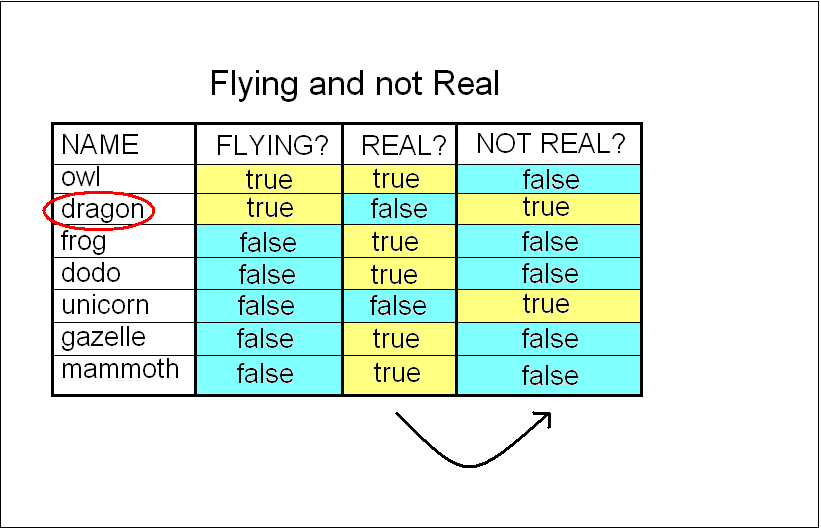 Flying and not Real
NAME FLYING? REAL? NOT REAL?
owl true true false
dragon true false true
frog false true false
dodo false true false
unicorn false false true
gazelle false true false
mammoth false true false